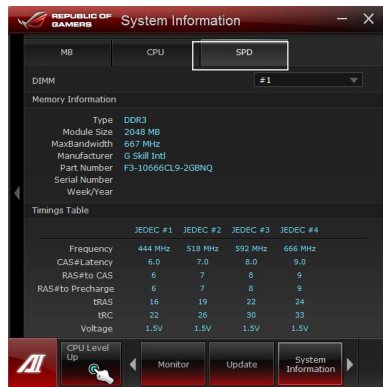 REPUBLIC OF
GAMERS
System Information
MB CPU SPD
DIMM #1
Memory Information
Type DDR3
Module Size 2048 MB
MaxBandwidth 667 MHz
Manufacturer G Skill Intl
Part Number F3-10666CL9-2GBNQ
Serial Number
Week/Year
Timings Table
JEDEC #1 JEDEC #2 JEDEC #3 JEDEC #4
Frequency 444 MHz 518 MHz 592 MHz 666 MHz
CAS#Latency 6.0 7.0 8.0 9.0
RAS#to CAS 6 7 8 9
RAS#to Precharge 6 7 8 9
tRAS 16 19 22 24
tRC 22 26 30 33
Voltage 1.5V 1.5V 1.5V 1.5V
CPU Level
Up
Monitor
Update
System
Information